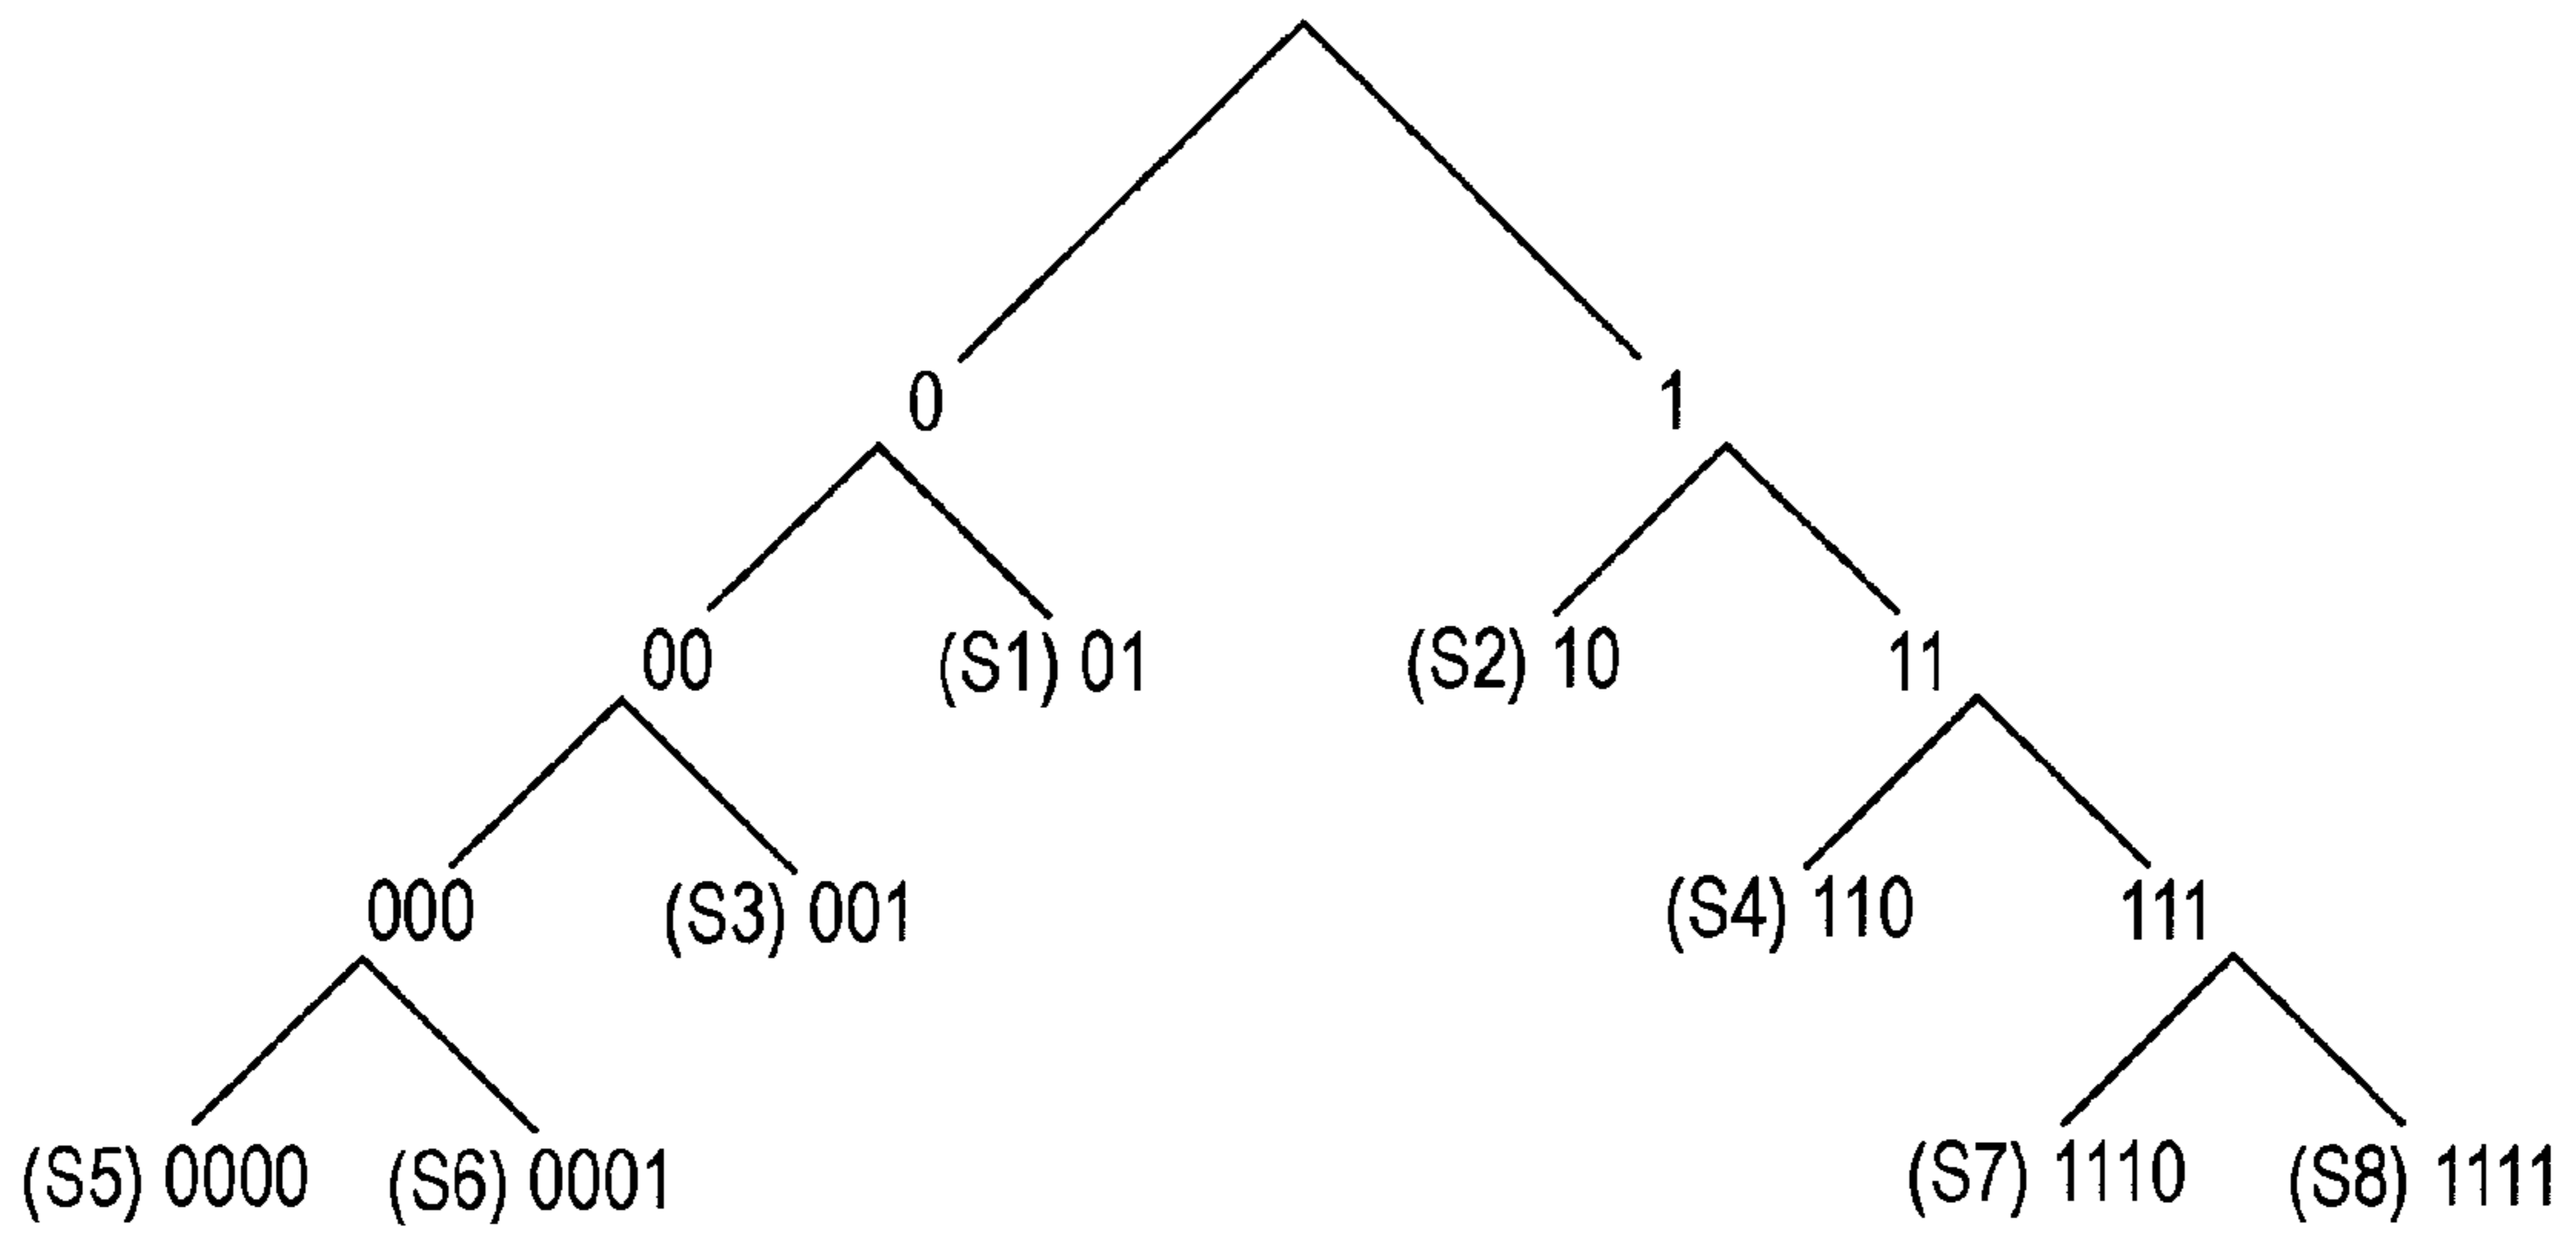 0 1
00 (S1) 01 (S2) 10 11
000 (S3) 001 (S4) 110 111
(S5) 0000 (S6) 0001 (S7) 1110 (S8) 1111